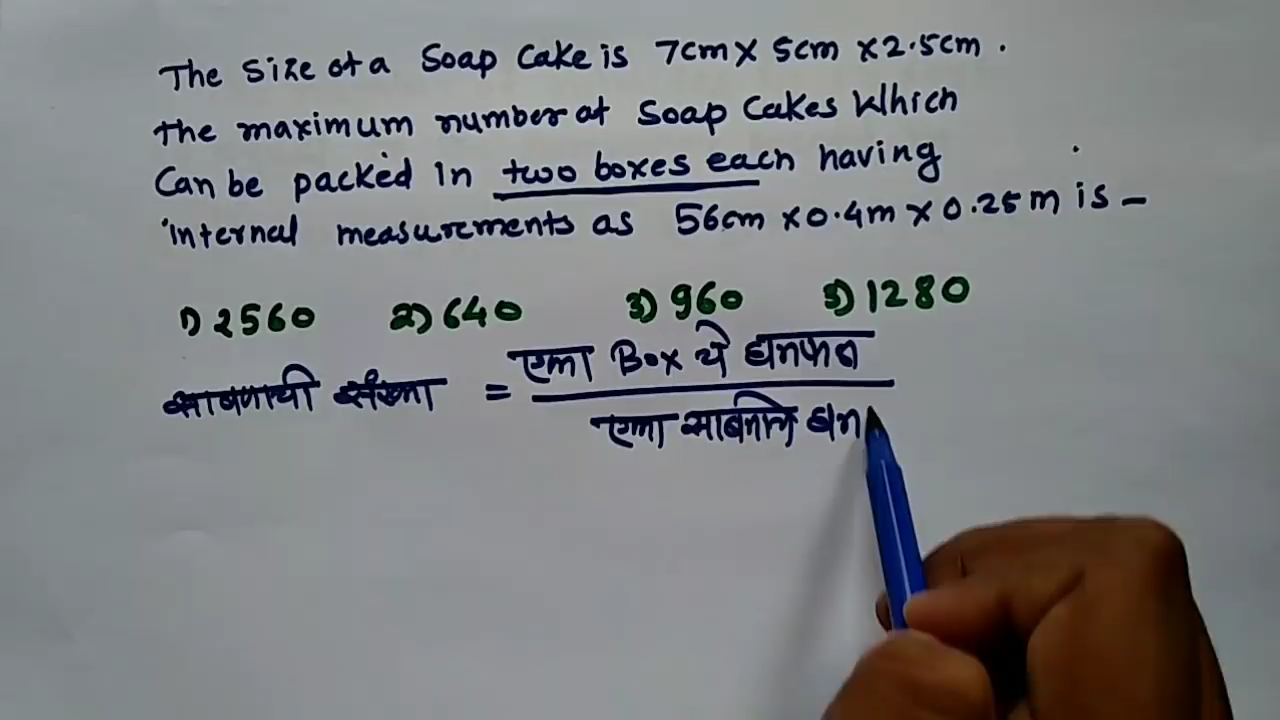 The Size of a Soap Cake is 7cm x 5cm x 2.5cm.
the maximum number of Soap Cakes Which
Can be packed in two boxes each having
internal measurements as 56cm x 0.4m x 0.25m is -
1) 2560 2) 640 3) 960 3) 1280
साबणाची संख्या = एका Box चे घनफळ
एका साबणाचे घन